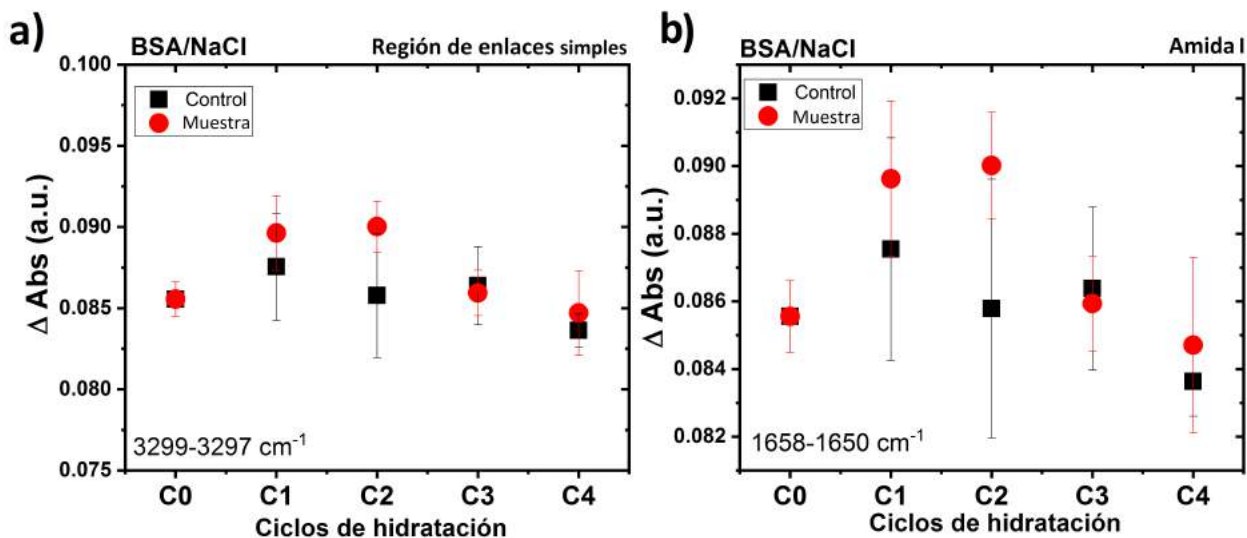 a)
BSA/NaCl
Región de enlaces simples
Control
Muestra
0.100
0.095
0.090
0.085
0.080
0.075
Δ Abs (a.u.)
3299-3297 cm⁻¹
C0 C1 C2 C3 C4
Ciclos de hidratación
b)
BSA/NaCl
Amida I
Control
Muestra
0.092
0.090
0.088
0.086
0.084
0.082
Δ Abs (a.u.)
1658-1650 cm⁻¹
C0 C1 C2 C3 C4
Ciclos de hidratación